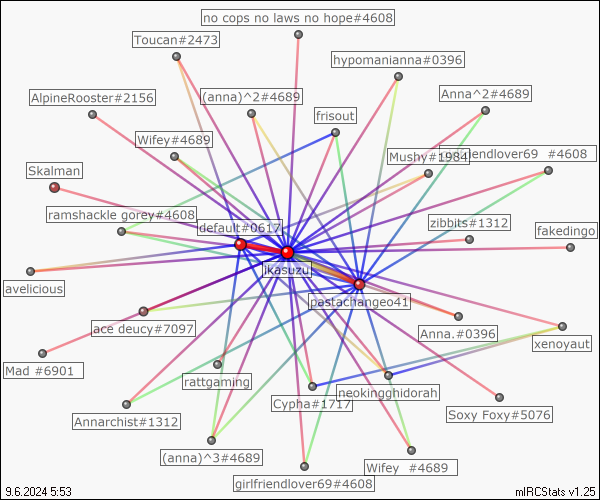 no cops no laws no hope#4608
Toucan#2473
hypomanianna#0396
AlpineRooster#2156
(anna)^2#4689
Anna^2#4689
frisout
Wifey#4689
Mushy#1984
endlover69 #4608
Skalman
ramshackle gorey#4608
default#0617
zibbits#1312
fakedingo
jkasuzu
avelicious
pastachangeo41
ace deucy#7097
Anna.#0396
xenoyaut
Mad #6901
rattgaming
neokingghidorah
Cypha#1717
Soxy Foxy#5076
Annarchist#1312
(anna)^3#4689
Wifey #4689
girlfriendlover69#4608
9.6.2024 5:53
mIRCStats v1.25